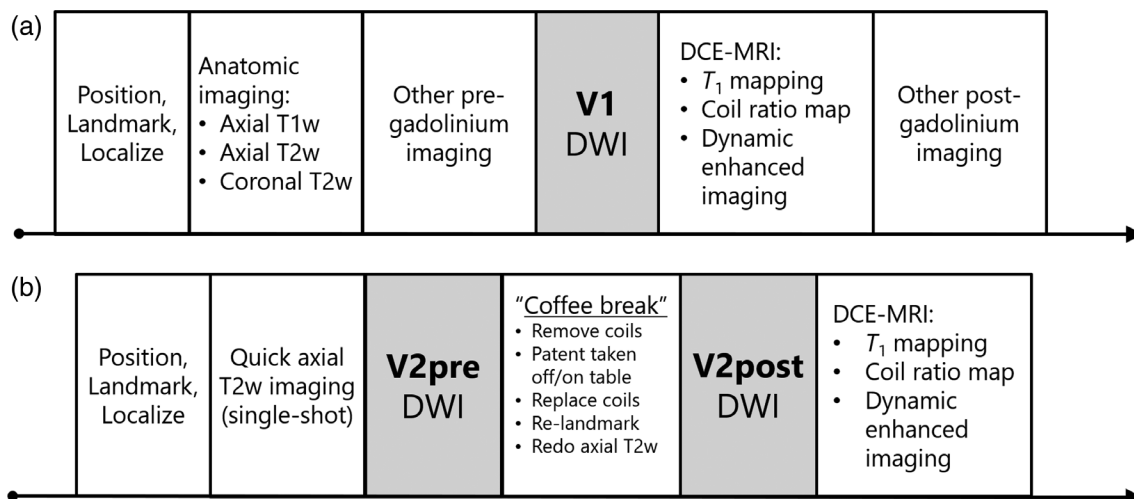 (a)
Position,
Landmark,
Localize
Anatomic
imaging:
• Axial T1w
• Axial T2w
• Coronal T2w
Other pre-
gadolinium
imaging
V1
DWI
DCE-MRI:
• T1 mapping
• Coil ratio map
• Dynamic
enhanced
imaging
Other post-
gadolinium
imaging
(b)
Position,
Landmark,
Localize
Quick axial
T2w imaging
(single-shot)
V2pre
DWI
"Coffee break"
• Remove coils
• Patent taken
off/on table
• Replace coils
• Re-landmark
• Redo axial T2w
V2post
DWI
DCE-MRI:
• T1 mapping
• Coil ratio map
• Dynamic
enhanced
imaging